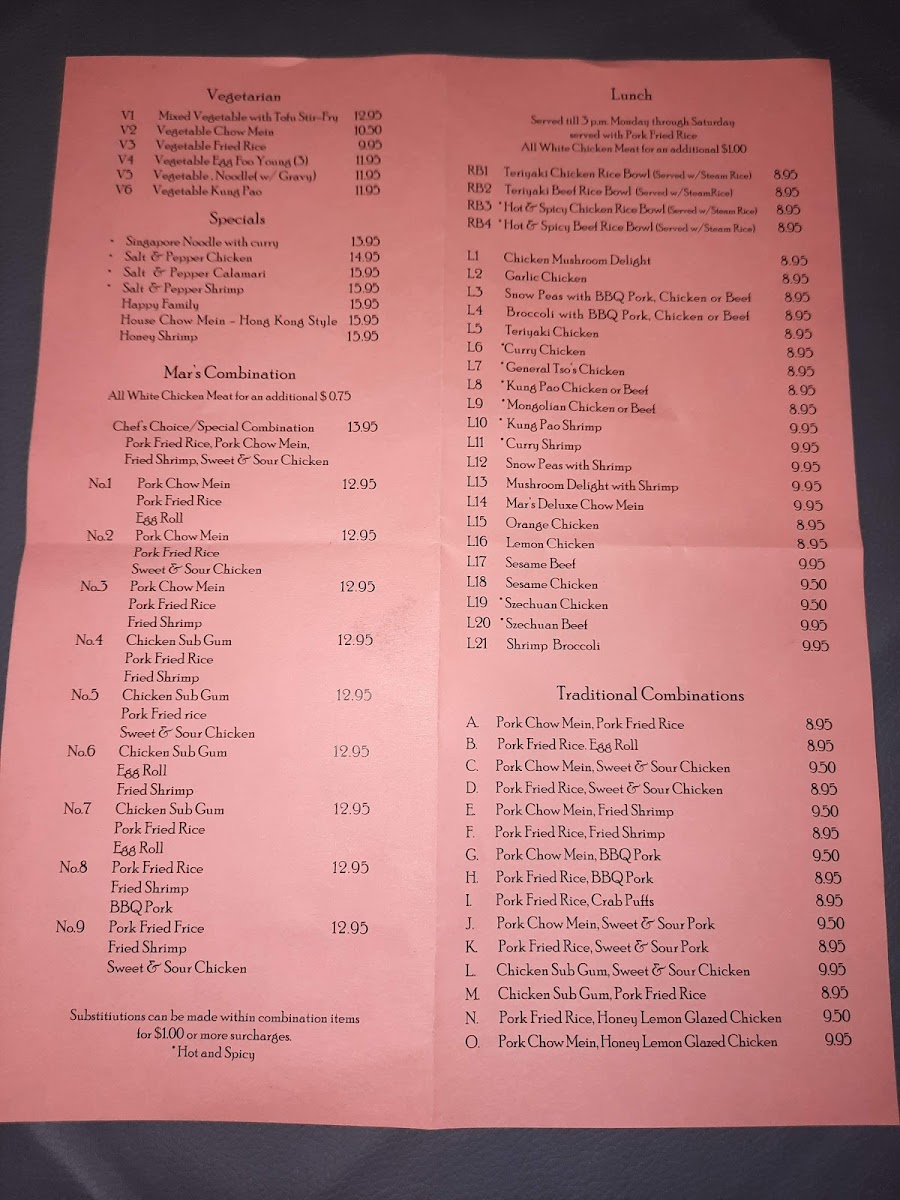 Vegetarian
V1 Mixed Vegetable with Tofu Stir-Fry 12.95
V2 Vegetable Chow Mein 10.50
V3 Vegetable Fried Rice 9.95
V4 Vegetable Egg Foo Young (3) 11.95
V5 Vegetable . Noodle( w/ Gravy) 11.95
V6 Vegetable Kung Pao 11.95
Specials
* Singapore Noodle with curry 13.95
* Salt & Pepper Chicken 14.95
* Salt & Pepper Calamari 15.95
* Salt & Pepper Shrimp 15.95
Happy Family 15.95
House Chow Mein - Hong Kong Style 15.95
Honey Shrimp 15.95
Mar's Combination
All White Chicken Meat for an additional $ 0.75
Chef's Choice/Special Combination 13.95
Pork Fried Rice, Pork Chow Mein,
Fried Shrimp, Sweet & Sour Chicken
No.1 Pork Chow Mein 12.95
Pork Fried Rice
Egg Roll
No.2 Pork Chow Mein 12.95
Pork Fried Rice
Sweet & Sour Chicken
No.3 Pork Chow Mein 12.95
Pork Fried Rice
Fried Shrimp
No.4 Chicken Sub Gum 12.95
Pork Fried Rice
Fried Shrimp
No.5 Chicken Sub Gum 12.95
Pork Fried rice
Sweet & Sour Chicken
No.6 Chicken Sub Gum 12.95
Egg Roll
Fried Shrimp
No.7 Chicken Sub Gum 12.95
Pork Fried Rice
Egg Roll
No.8 Pork Fried Rice 12.95
Fried Shrimp
BBQ Pork
No.9 Pork Fried Frice 12.95
Fried Shrimp
Sweet & Sour Chicken
Substitiutions can be made within combination items
for $1.00 or more surcharges.
*Hot and Spicy
Lunch
Served till 3 p.m. Monday through Saturday
served with Pork Fried Rice
All White Chicken Meat for an additional $1.00
RB1 Teriyaki Chicken Rice Bowl (Served w/Steam Rice) 8.95
RB2 Teriyaki Beef Rice Bowl (Served w/SteamRice) 8.95
RB3 *Hot & Spicy Chicken Rice Bowl (Served w/Steam Rice) 8.95
RB4 *Hot & Spicy Beef Rice Bowl (Served w/Steam Rice) 8.95
L1 Chicken Mushroom Delight 8.95
L2 Garlic Chicken 8.95
L3 Snow Peas with BBQ Pork, Chicken or Beef 8.95
L4 Broccoli with BBQ Pork, Chicken or Beef 8.95
L5 Teriyaki Chicken 8.95
L6 *Curry Chicken 8.95
L7 *General Tso's Chicken 8.95
L8 *Kung Pao Chicken or Beef 8.95
L9 *Mongolian Chicken or Beef 8.95
L10 * Kung Pao Shrimp 9.95
L11 *Curry Shrimp 9.95
L12 Snow Peas with Shrimp 9.95
L13 Mushroom Delight with Shrimp 9.95
L14 Mar's Deluxe Chow Mein 9.95
L15 Orange Chicken 8.95
L16 Lemon Chicken 8.95
L17 Sesame Beef 9.95
L18 Sesame Chicken 9.50
L19 *Szechuan Chicken 9.50
L20 *Szechuan Beef 9.95
L21 Shrimp Broccoli 9.95
Traditional Combinations
A. Pork Chow Mein, Pork Fried Rice 8.95
B. Pork Fried Rice. Egg Roll 8.95
C. Pork Chow Mein, Sweet & Sour Chicken 9.50
D. Pork Fried Rice, Sweet & Sour Chicken 8.95
E. Pork Chow Mein, Fried Shrimp 9.50
F. Pork Fried Rice, Fried Shrimp 8.95
G. Pork Chow Mein, BBQ Pork 9.50
H. Pork Fried Rice, BBQ Pork 8.95
I. Pork Fried Rice, Crab Puffs 8.95
J. Pork Chow Mein, Sweet & Sour Pork 9.50
K. Pork Fried Rice, Sweet & Sour Pork 8.95
L. Chicken Sub Gum, Sweet & Sour Chicken 9.95
M. Chicken Sub Gum, Pork Fried Rice 8.95
N. Pork Fried Rice, Honey Lemon Glazed Chicken 9.50
O. Pork Chow Mein, Honey Lemon Glazed Chicken 9.95